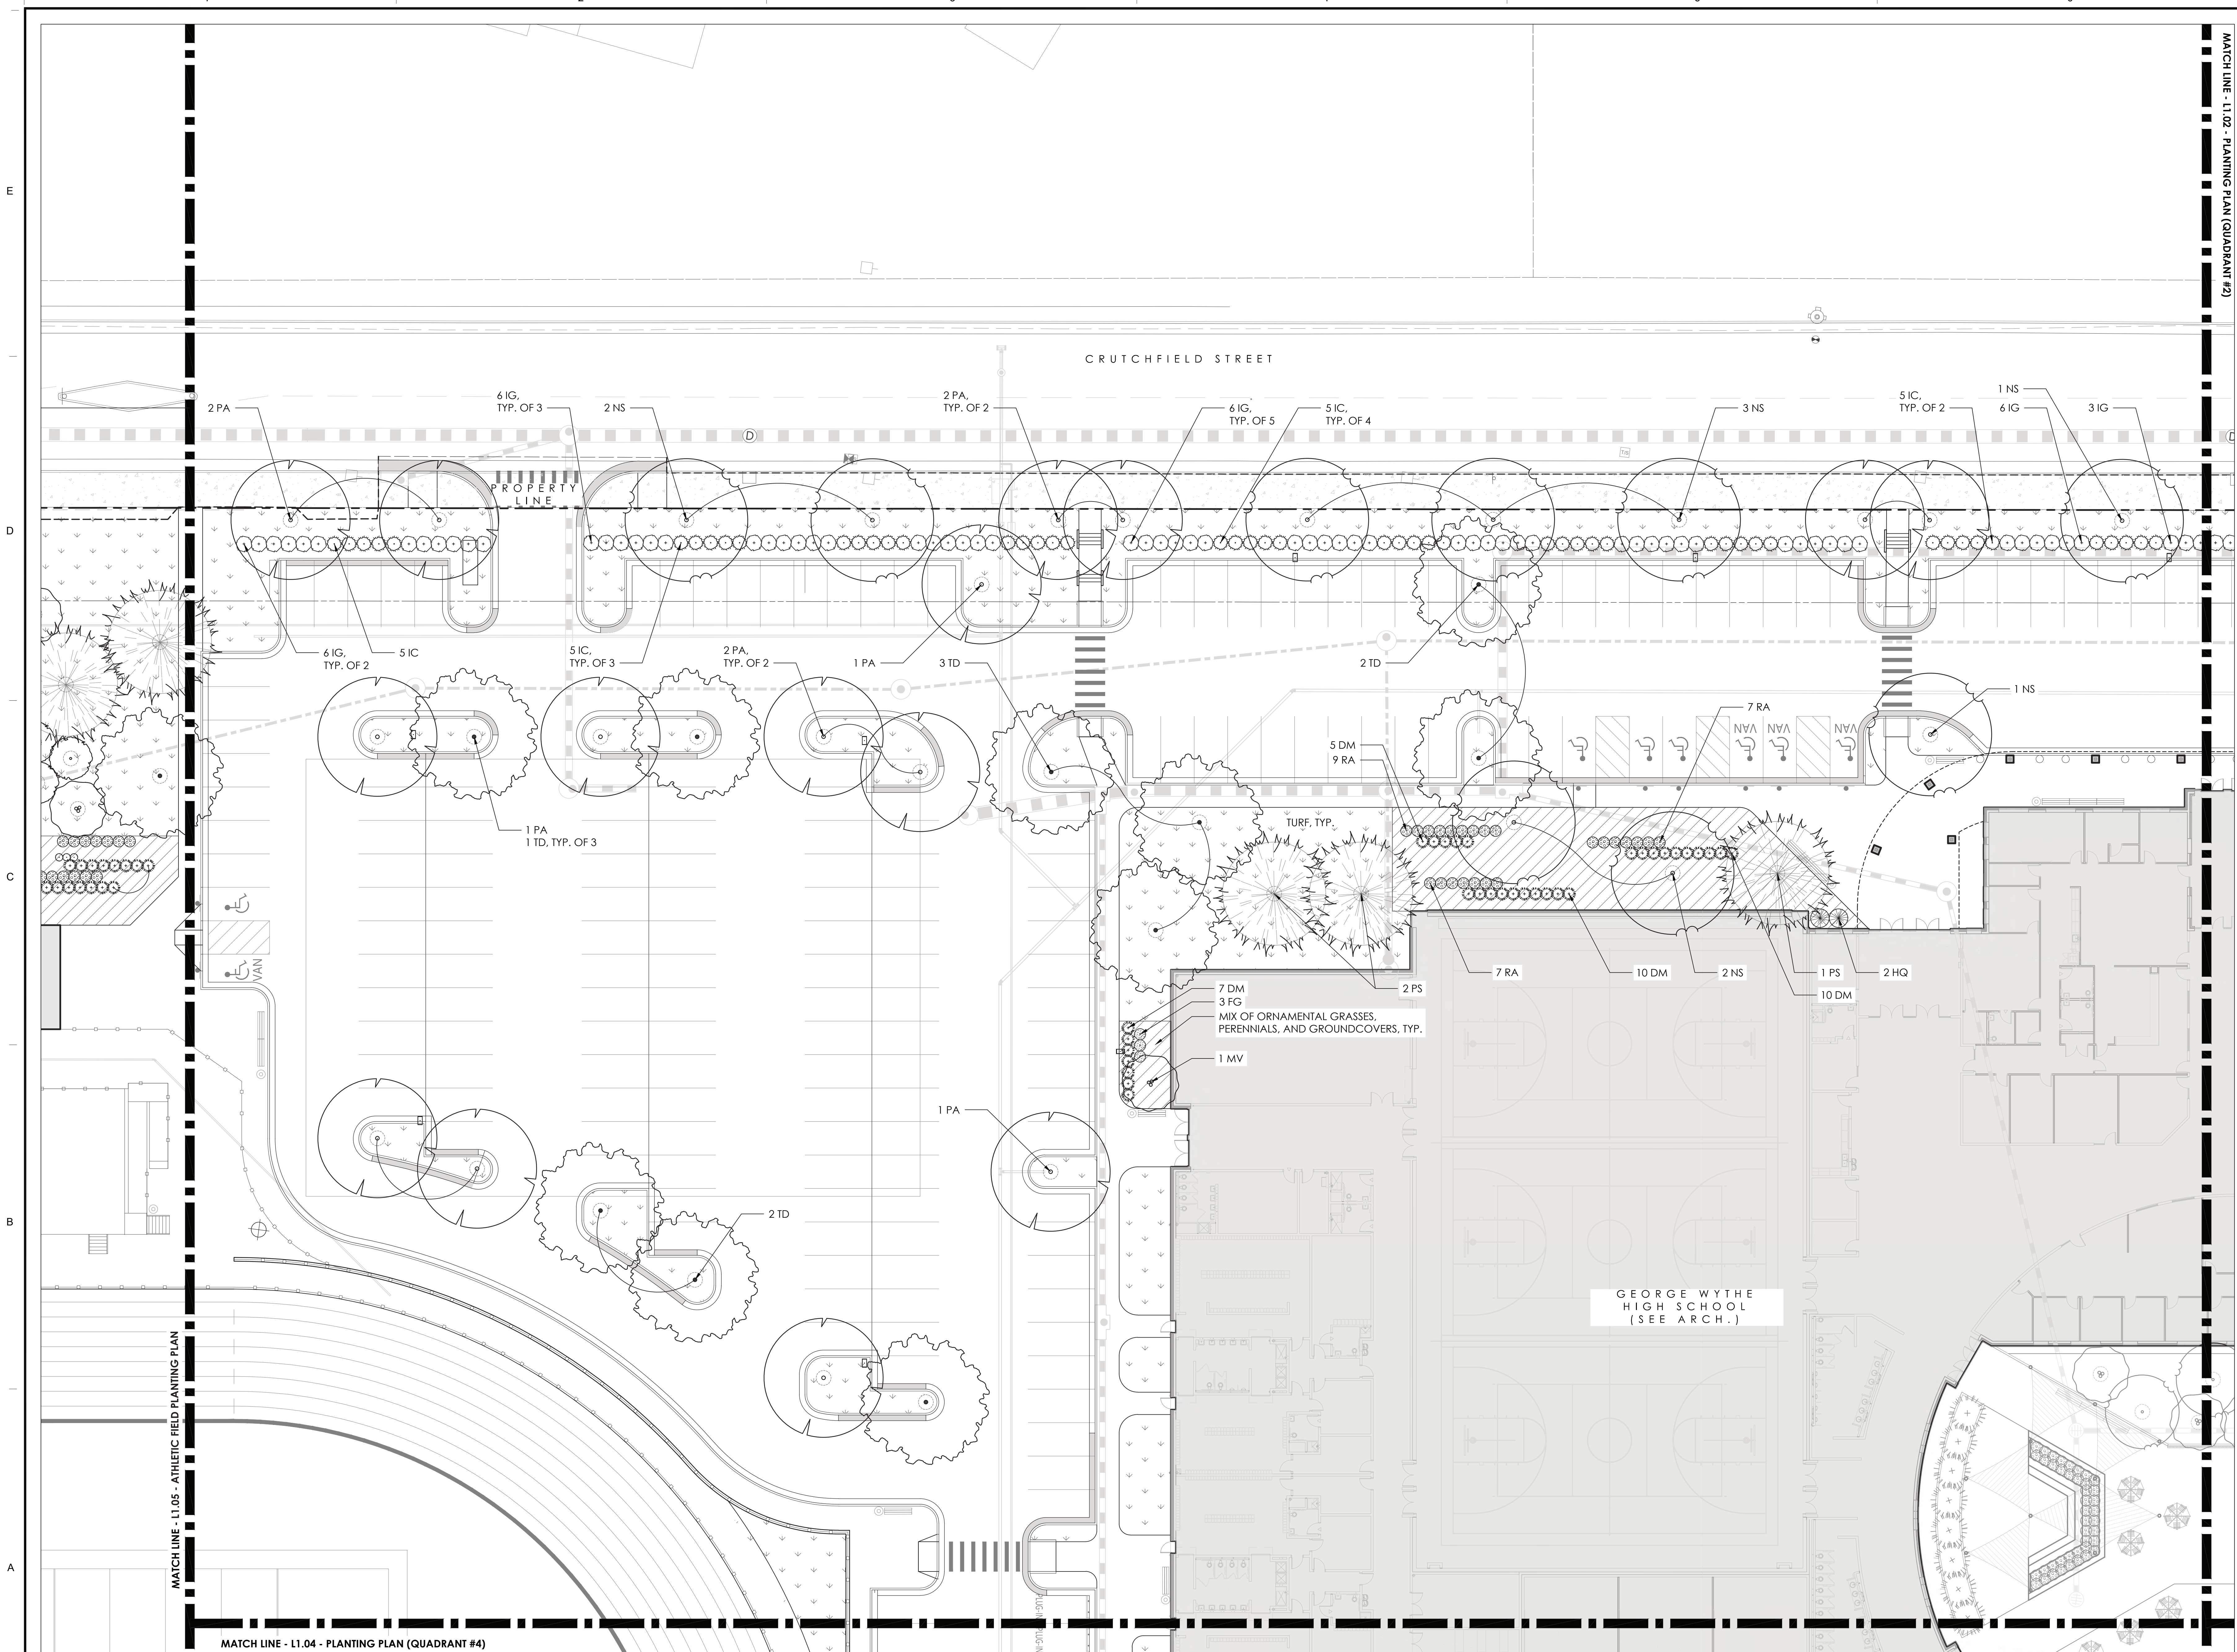 MATCH LINE - L1.02 - PLANTING PLAN (QUADRANT #2)
E
CRUTCHFIELD STREET
2 PA
6 IG,
TYP. OF 3
2 NS
2 PA,
TYP. OF 2
6 IG,
TYP. OF 5
5 IC,
TYP. OF 4
3 NS
5 IC,
TYP. OF 2
1 NS
6 IG
3 IG
D
D
PROPERTY
LINE
D
6 IG,
TYP. OF 2
5 IC
5 IC,
TYP. OF 3
2 PA,
TYP. OF 2
1 PA
3 TD
2 TD
1 NS
7 RA
VAN
VAN
VAN
5 DM
9 RA
1 PA
1 TD, TYP. OF 3
TURF, TYP.
C
VAN
7 RA
10 DM
2 NS
1 PS
2 HQ
10 DM
2 PS
7 DM
3 FG
MIX OF ORNAMENTAL GRASSES,
PERENNIALS, AND GROUNDCOVERS, TYP.
1 MV
1 PA
B
2 TD
GEORGE WYTHE
HIGH SCHOOL
(SEE ARCH.)
MATCH LINE - L1.05 - ATHLETIC FIELD PLANTING PLAN
A
MATCH LINE - L1.04 - PLANTING PLAN (QUADRANT #4)